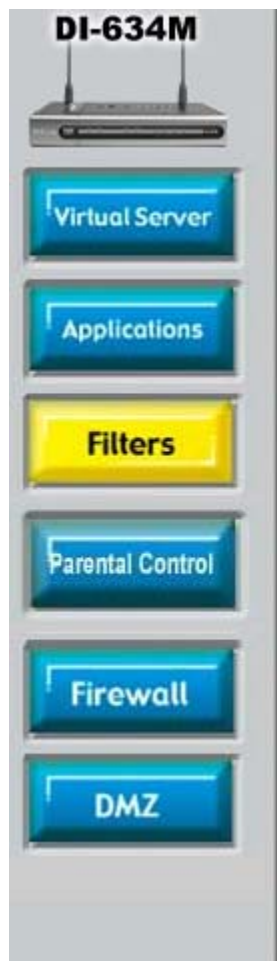 DI-634M
Virtual Server
Applications
Filters
Parental Control
Firewall
DMZ